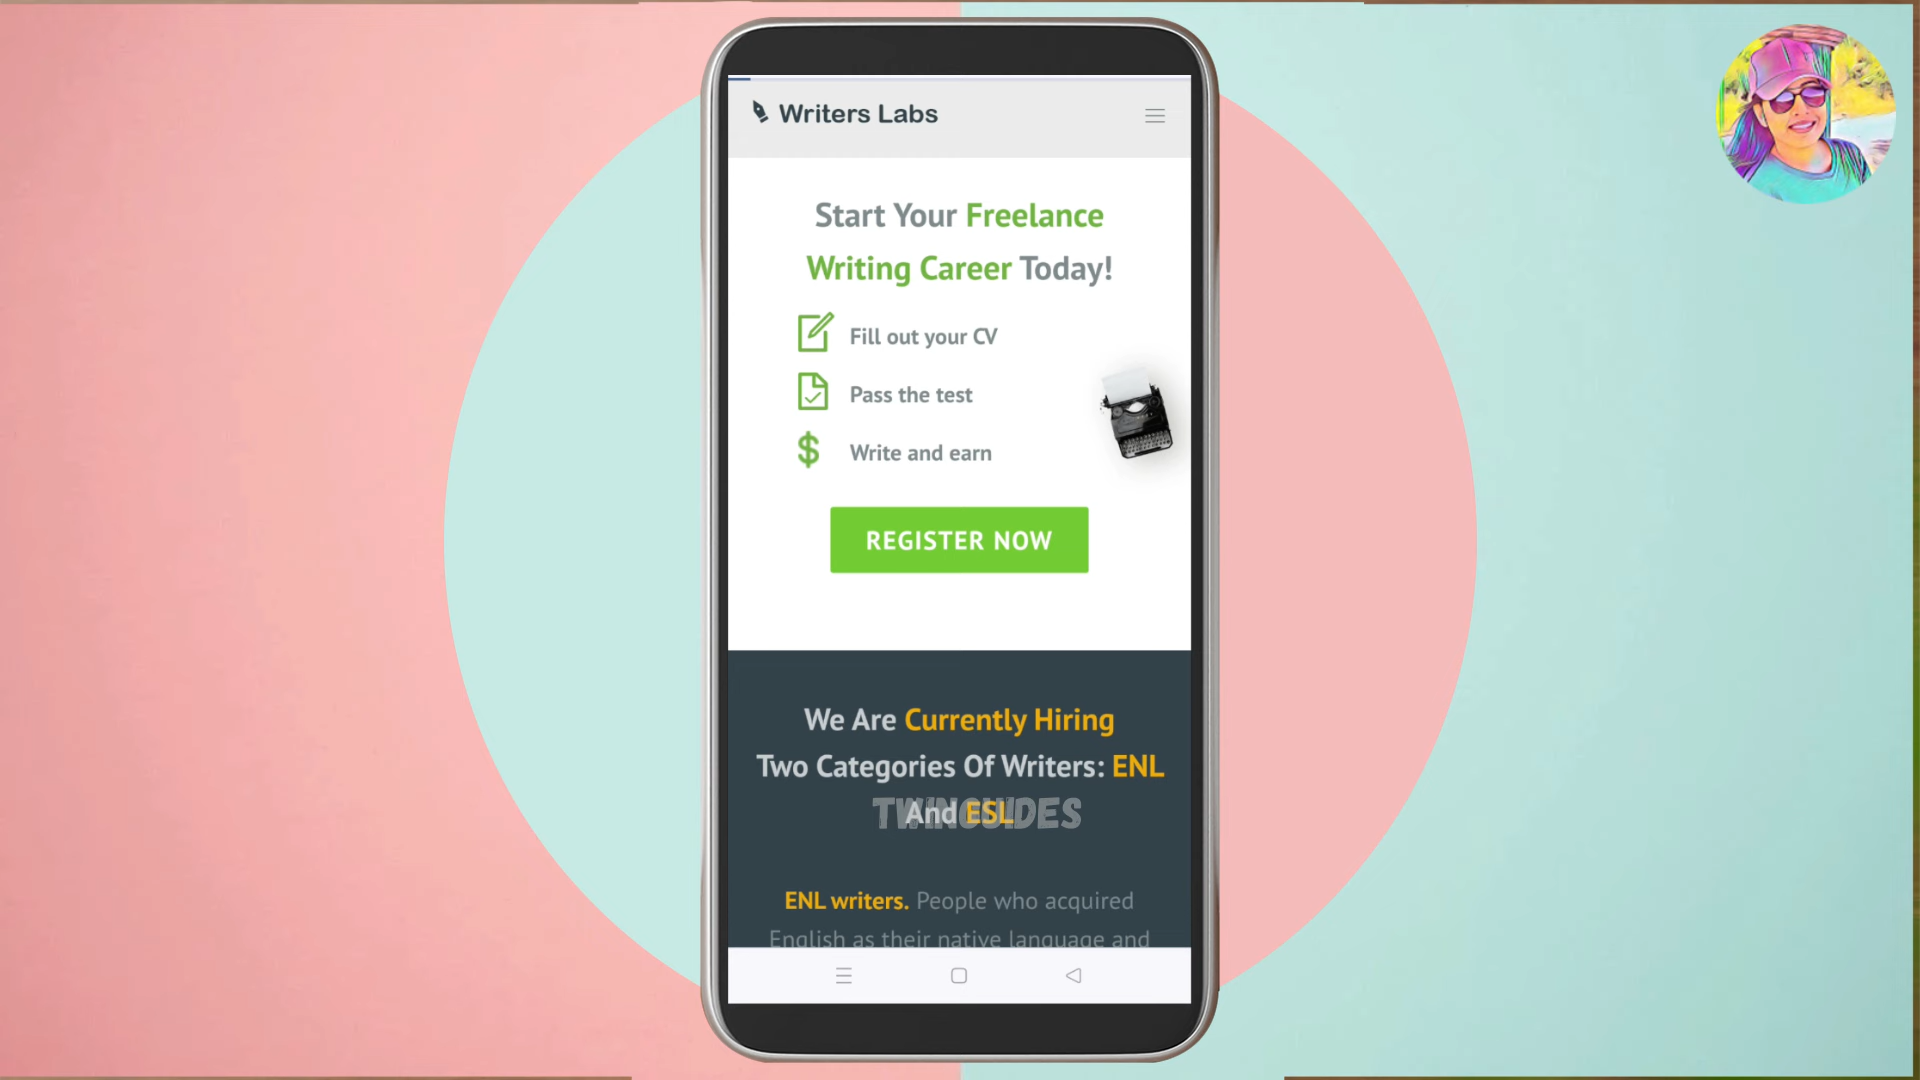 Writers Labs
Start Your Freelance
Writing Career Today!
Fill out your CV
Pass the test
Write and earn
REGISTER NOW
We Are Currently Hiring
Two Categories Of Writers: ENL
And ESL
TWINGUIDES
ENL writers. People who acquired
English as their native language and